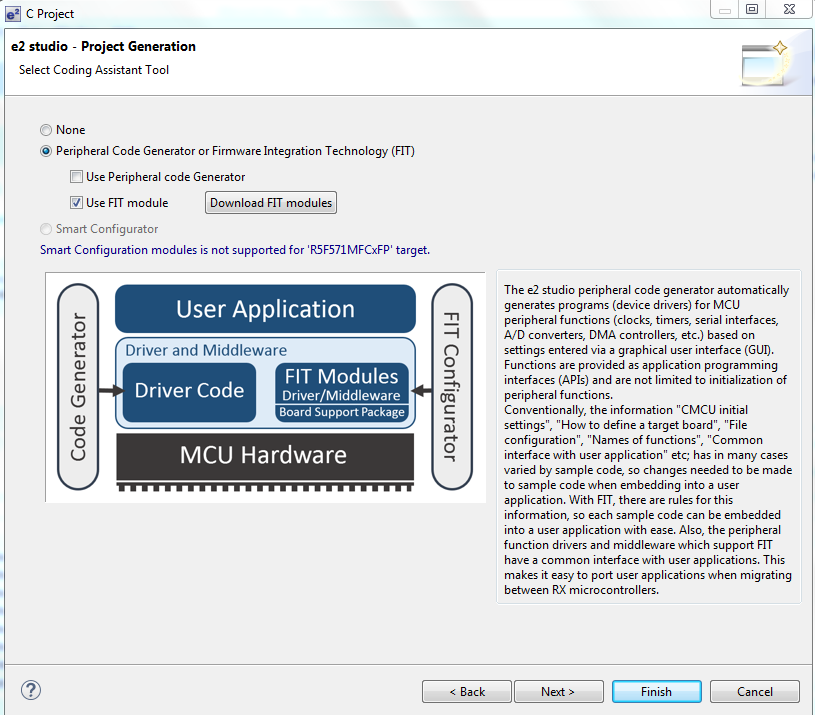 e² C Project
e2 studio - Project Generation
Select Coding Assistant Tool
None
Peripheral Code Generator or Firmware Integration Technology (FIT)
Use Peripheral code Generator
Use FIT module
Download FIT modules
Smart Configurator
Smart Configuration modules is not supported for 'R5F571MFCxFP' target.
Code Generator
User Application
Driver and Middleware
Driver Code
FIT Modules
Driver/Middleware
Board Support Package
MCU Hardware
FIT Configurator
The e2 studio peripheral code generator automatically
generates programs (device drivers) for MCU
peripheral functions (clocks, timers, serial interfaces,
A/D converters, DMA controllers, etc.) based on
settings entered via a graphical user interface (GUI).
Functions are provided as application programming
interfaces (APIs) and are not limited to initialization of
peripheral functions.
Conventionally, the information "CMCU initial
settings", "How to define a target board", "File
configuration", "Names of functions", "Common
interface with user application" etc; has in many cases
varied by sample code, so changes needed to be made
to sample code when embedding into a user
application. With FIT, there are rules for this
information, so each sample code can be embedded
into a user application with ease. Also, the peripheral
function drivers and middleware which support FIT
have a common interface with user applications. This
makes it easy to port user applications when migrating
between RX microcontrollers.
?
< Back
Next >
Finish
Cancel